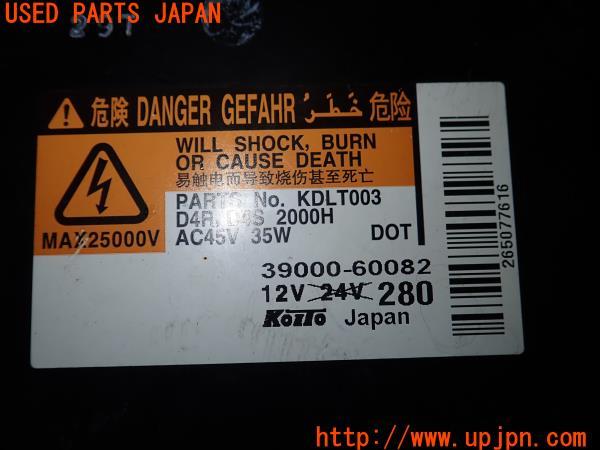 USED PARTS JAPAN
231
危険 DANGER GEFAHR خَطَرْ 危险
WILL SHOCK, BURN
OR CAUSE DEATH
易触电而导致烧伤甚至死亡
MAX25000V
PARTS No. KDLT003
D4R, D4S 2000H
AC45V 35W DOT
39000-60082
12V 24V 280
KOITO Japan
265077616
www.upjpn.com